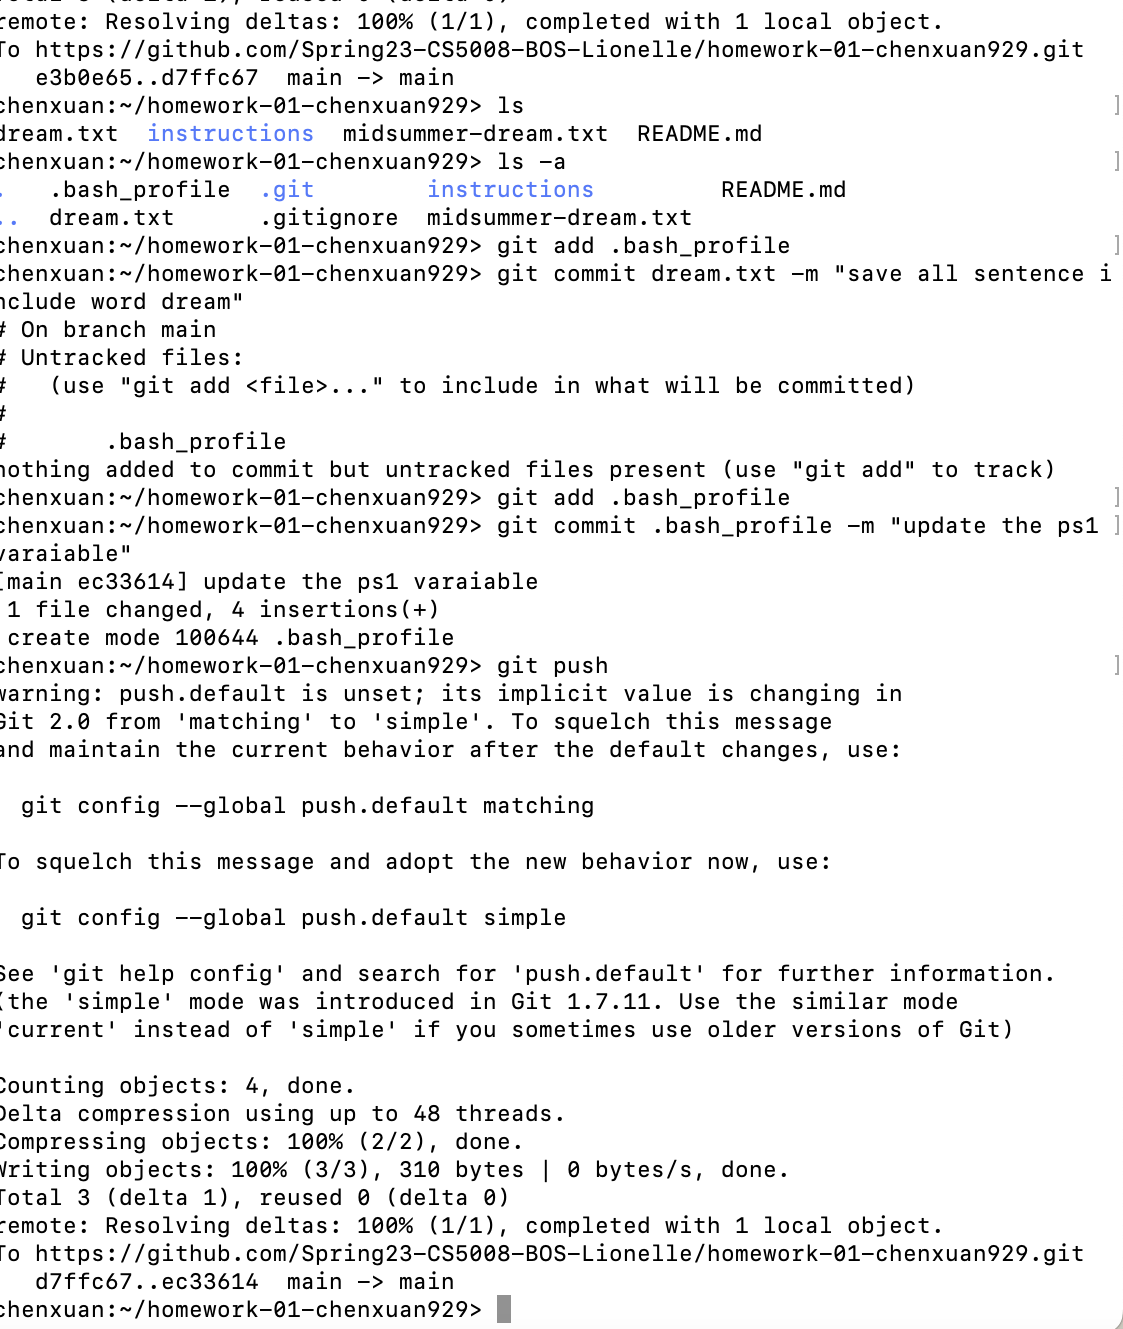 remote: Resolving deltas: 100% (1/1), completed with 1 local object.
To https://github.com/Spring23-CS5008-BOS-Lionelle/homework-01-chenxuan929.git
   e3b0e65..d7ffc67  main -> main
chenxuan:~/homework-01-chenxuan929> ls ]
dream.txt  instructions  midsummer-dream.txt  README.md
chenxuan:~/homework-01-chenxuan929> ls -a ]
.   .bash_profile  .git        instructions         README.md
..  dream.txt      .gitignore  midsummer-dream.txt
chenxuan:~/homework-01-chenxuan929> git add .bash_profile ]
chenxuan:~/homework-01-chenxuan929> git commit dream.txt -m "save all sentence i
nclude word dream"
# On branch main
# Untracked files:
#   (use "git add <file>..." to include in what will be committed)
#
#       .bash_profile
nothing added to commit but untracked files present (use "git add" to track)
chenxuan:~/homework-01-chenxuan929> git add .bash_profile ]
chenxuan:~/homework-01-chenxuan929> git commit .bash_profile -m "update the ps1 ]
varaiable"
[main ec33614] update the ps1 varaiable
 1 file changed, 4 insertions(+)
 create mode 100644 .bash_profile
chenxuan:~/homework-01-chenxuan929> git push ]
warning: push.default is unset; its implicit value is changing in
Git 2.0 from 'matching' to 'simple'. To squelch this message
and maintain the current behavior after the default changes, use:

  git config --global push.default matching

To squelch this message and adopt the new behavior now, use:

  git config --global push.default simple

See 'git help config' and search for 'push.default' for further information.
(the 'simple' mode was introduced in Git 1.7.11. Use the similar mode
'current' instead of 'simple' if you sometimes use older versions of Git)

Counting objects: 4, done.
Delta compression using up to 48 threads.
Compressing objects: 100% (2/2), done.
Writing objects: 100% (3/3), 310 bytes | 0 bytes/s, done.
Total 3 (delta 1), reused 0 (delta 0)
remote: Resolving deltas: 100% (1/1), completed with 1 local object.
To https://github.com/Spring23-CS5008-BOS-Lionelle/homework-01-chenxuan929.git
   d7ffc67..ec33614  main -> main
chenxuan:~/homework-01-chenxuan929>